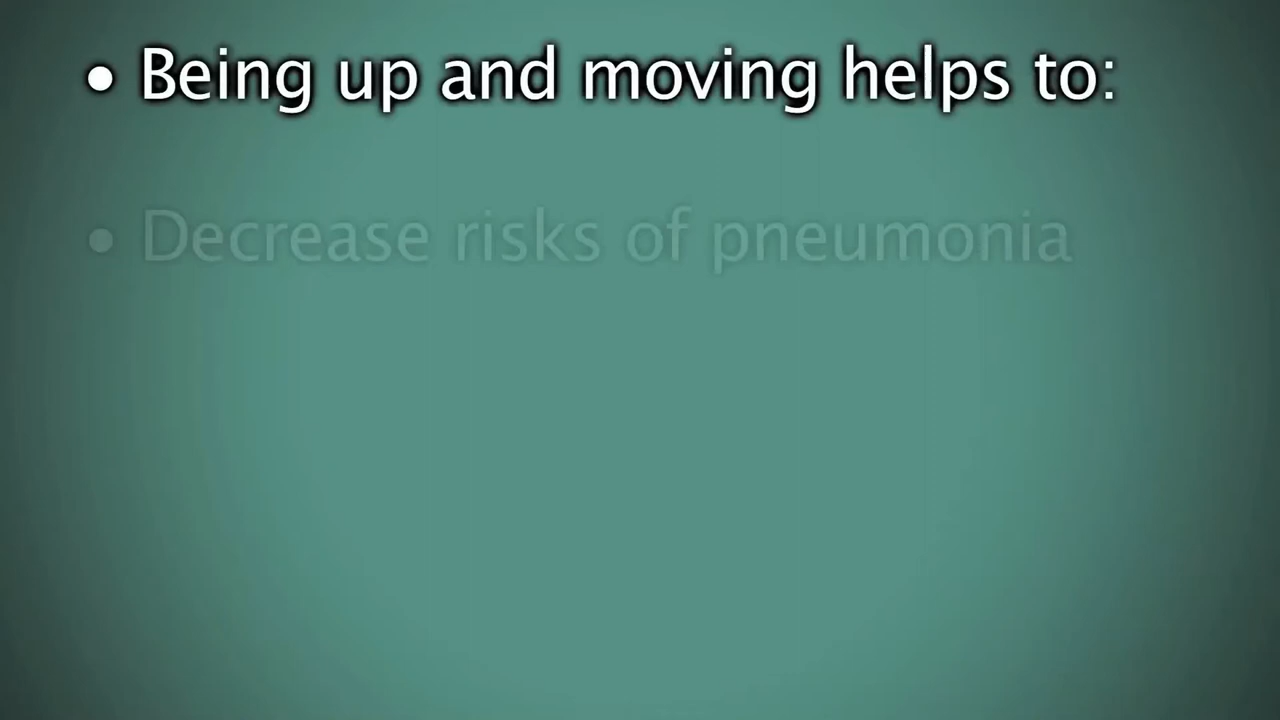 • Being up and moving helps to:
• Decrease risks of pneumonia